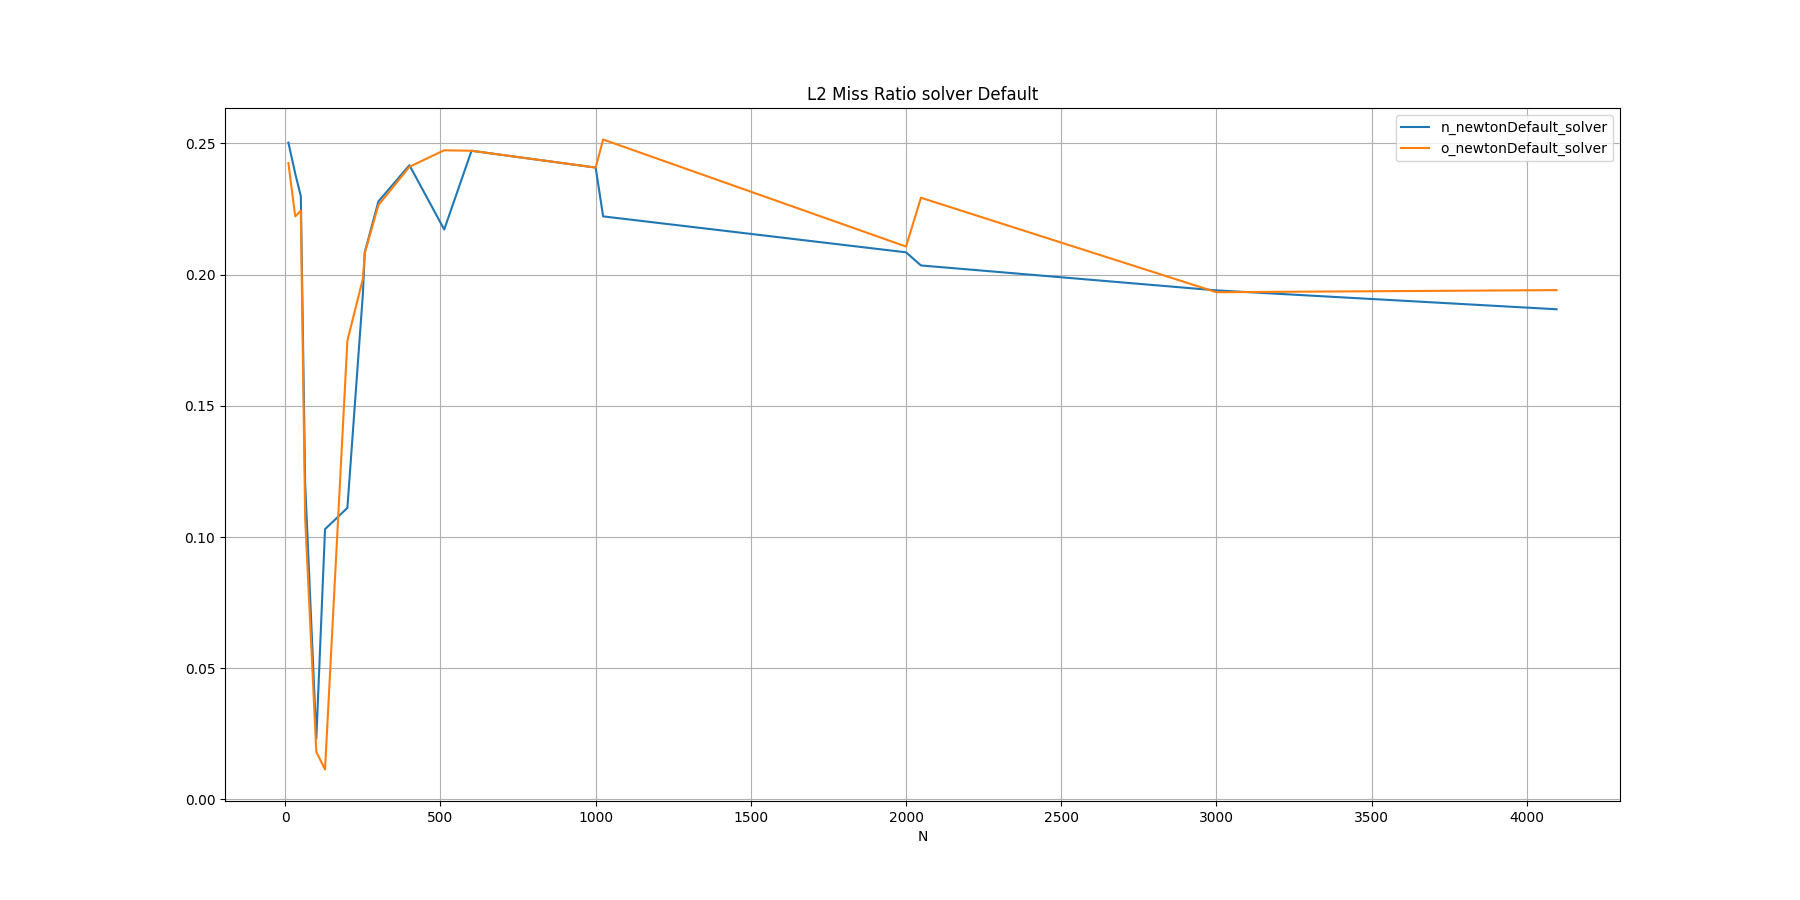 L2 Miss Ratio solver Default
n_newtonDefault_solver
o_newtonDefault_solver
0.25
0.20
0.15
0.10
0.05
0.00
0 500 1000 1500 2000 2500 3000 3500 4000
N